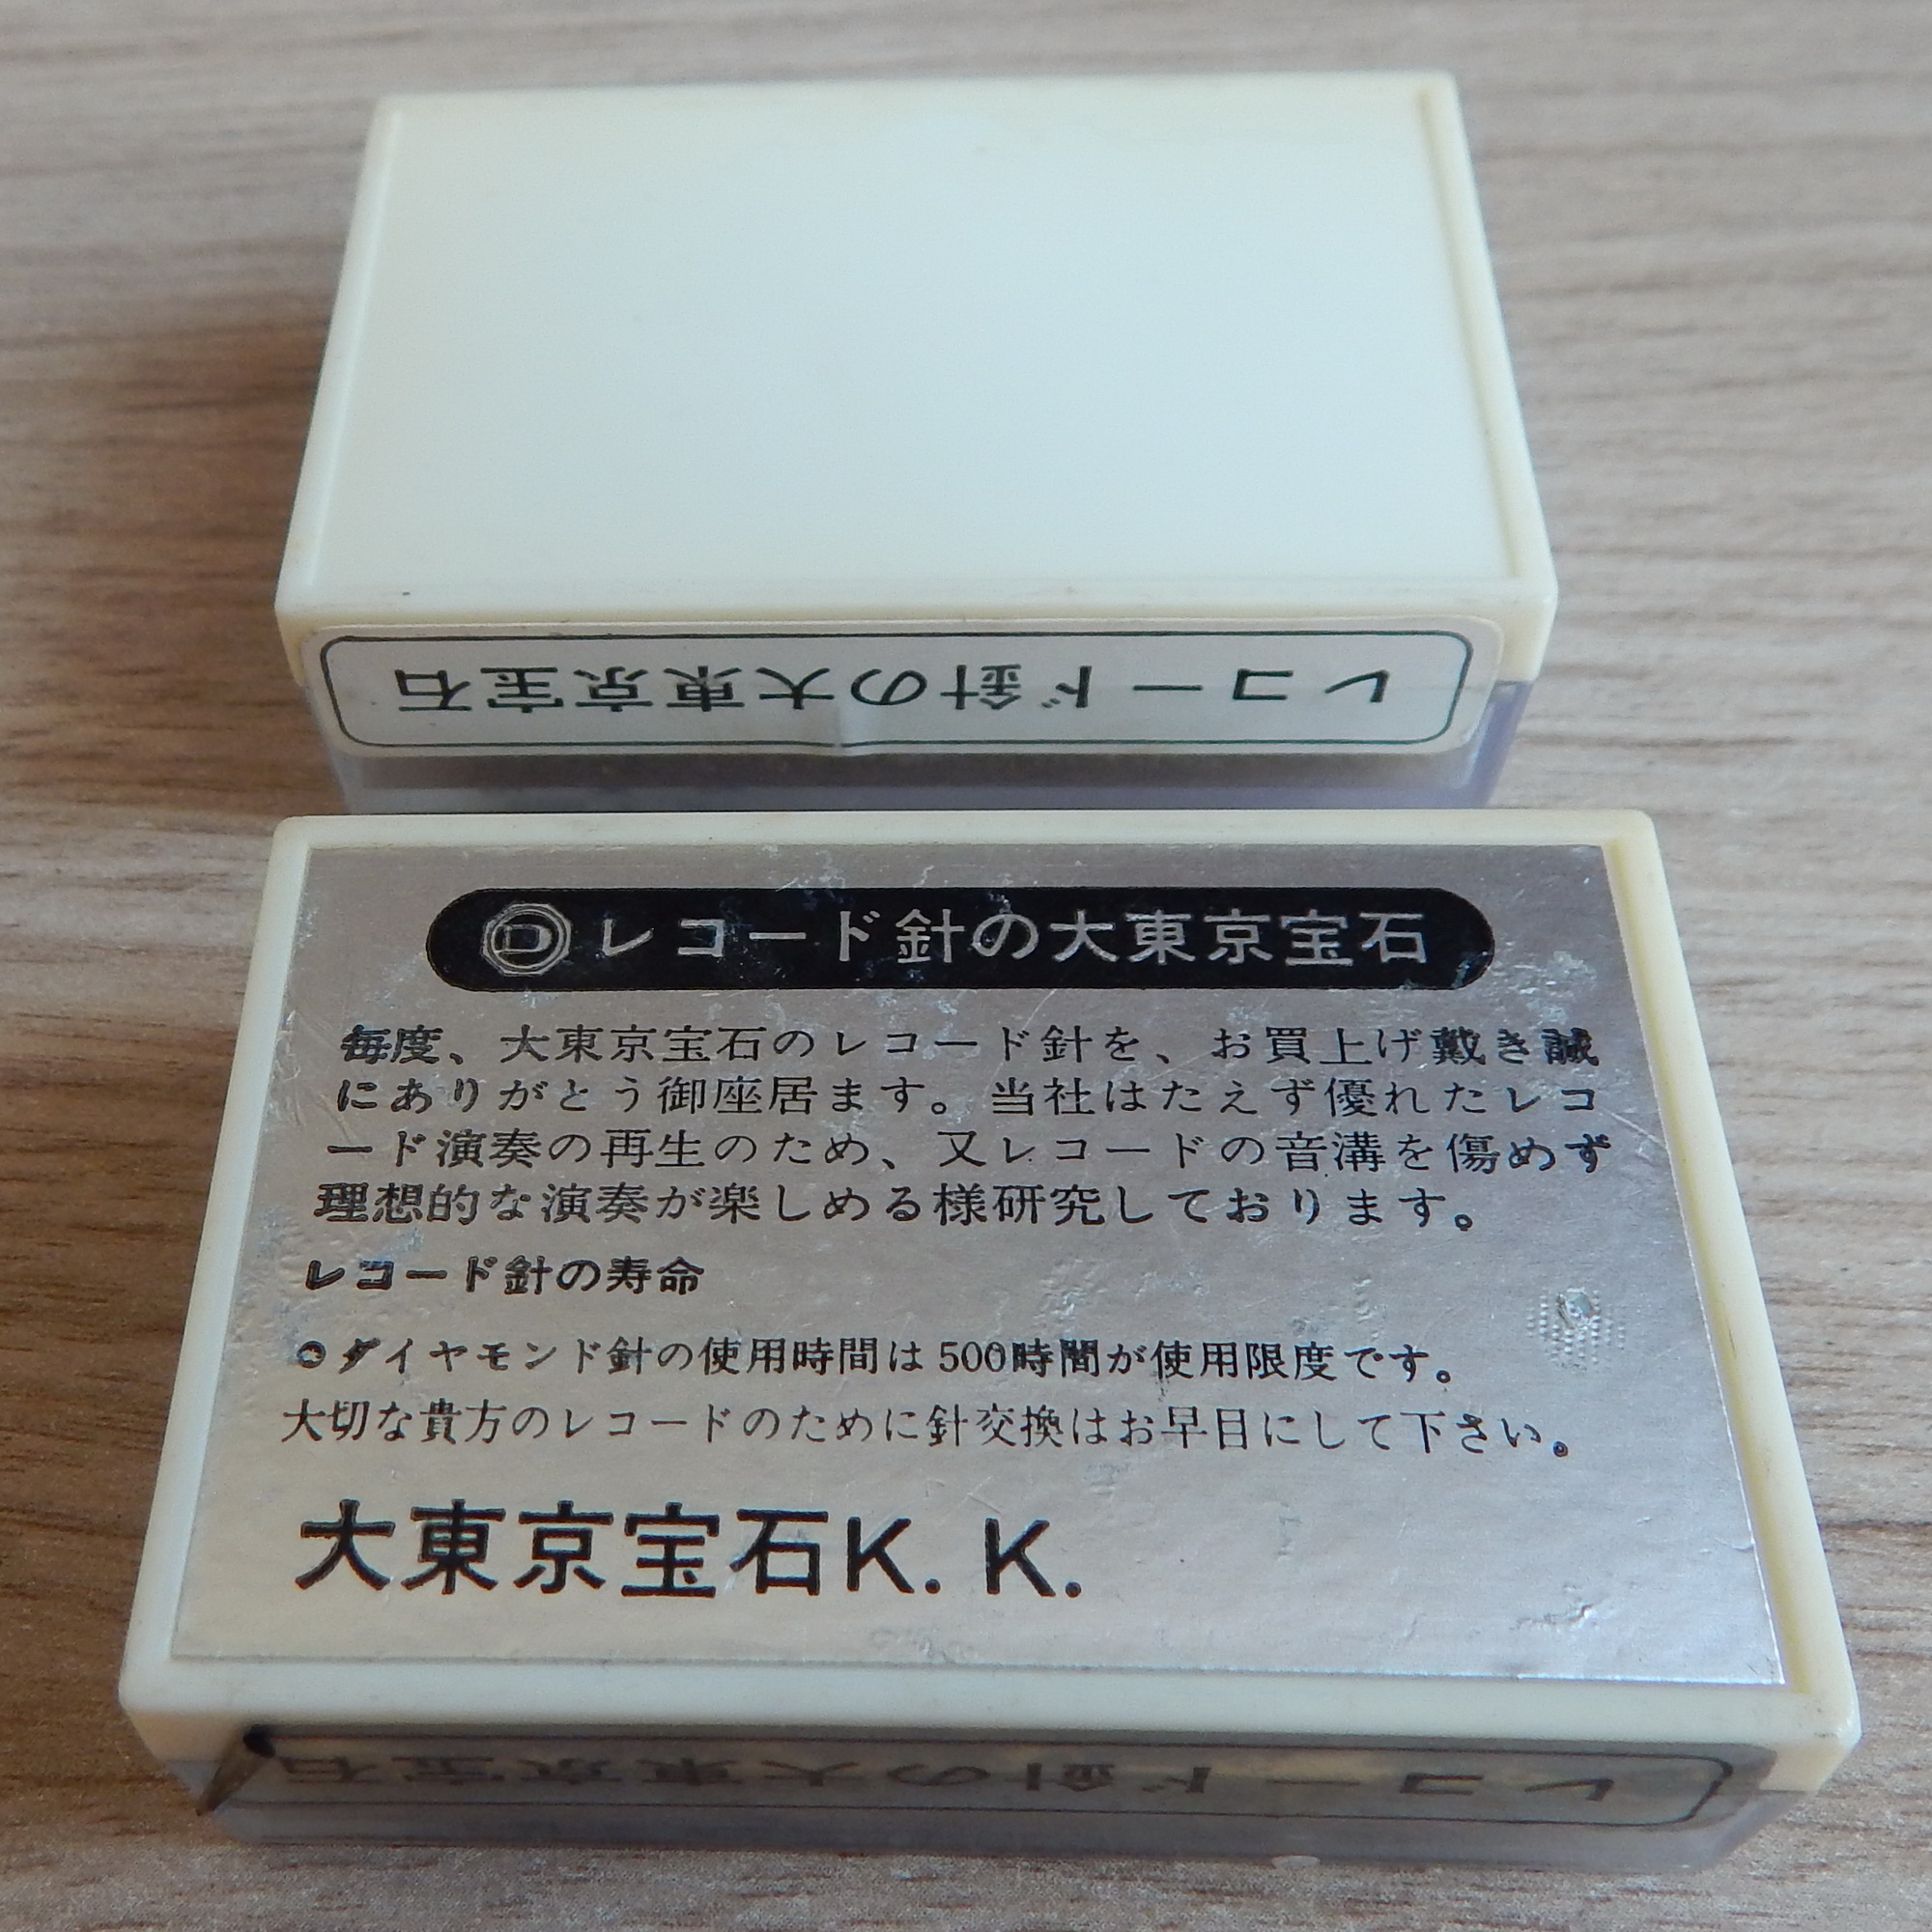 レコード針の大東京宝石
レコード針の大東京宝石
毎度、大東京宝石のレコード針を、お買上げ戴き誠
にありがとう御座居ます。当社はたえず優れたレコ
ード演奏の再生のため、又レコードの音溝を傷めず
理想的な演奏が楽しめる様研究しております。
レコード針の寿命
○ダイヤモンド針の使用時間は500時間が使用限度です。
大切な貴方のレコードのために針交換はお早目にして下さい。
大東京宝石K.K.
レコード針の大東京宝石